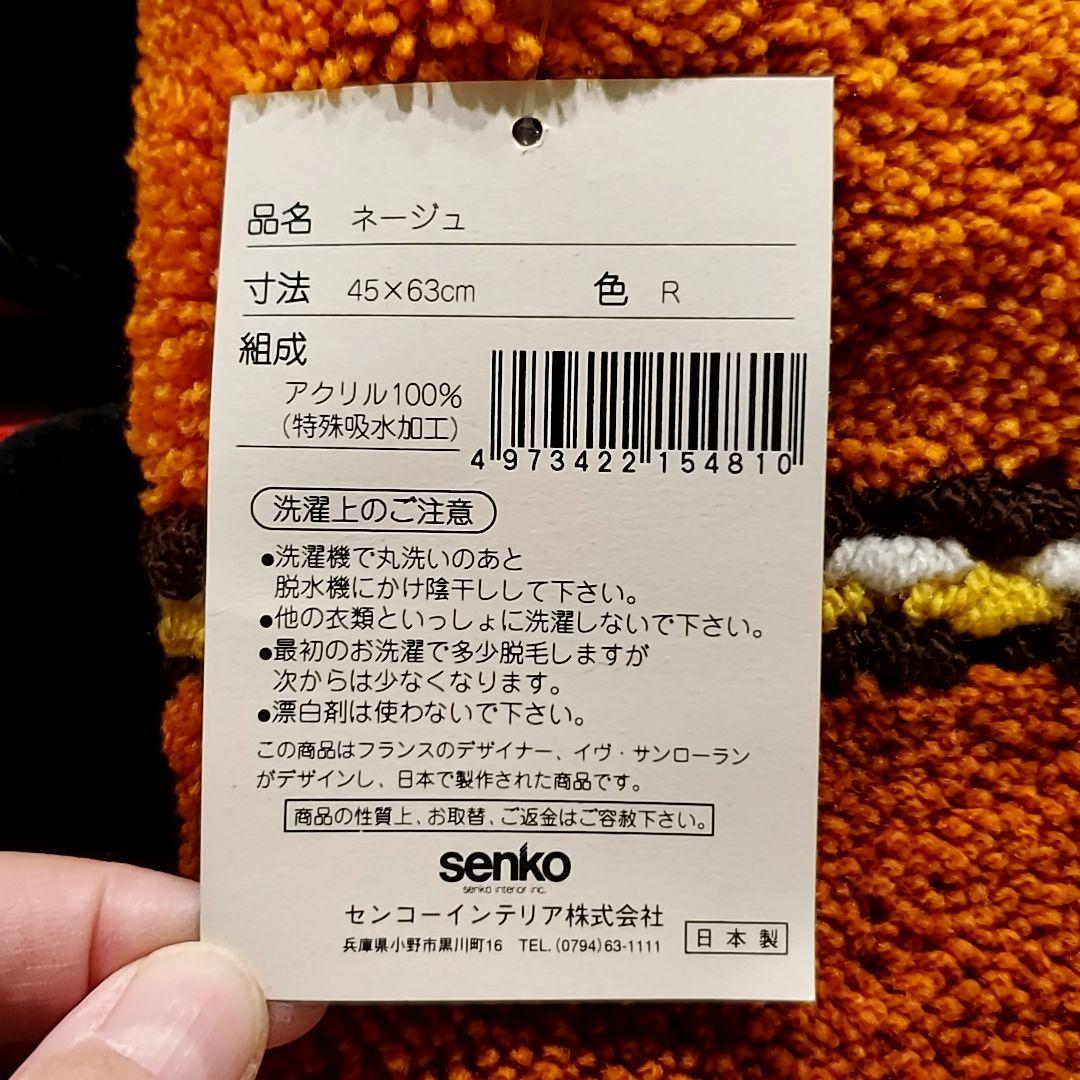 品名 ネージュ
寸法 45×63cm 色 R
組成
アクリル100%
(特殊吸水加工)
4 973422 154810
洗濯上のご注意
●洗濯機で丸洗いのあと
脱水機にかけ陰干しして下さい。
●他の衣類といっしょに洗濯しないで下さい。
●最初のお洗濯で多少脱毛しますが
次からは少なくなります。
●漂白剤は使わないで下さい。
この商品はフランスのデザイナー、イヴ・サンローラン
がデザインし、日本で製作された商品です。
商品の性質上、お取替、ご返金はご容赦下さい。
senko
senko interior inc.
センコーインテリア株式会社
兵庫県小野市黒川町16 TEL.(0794)63-1111
日本製